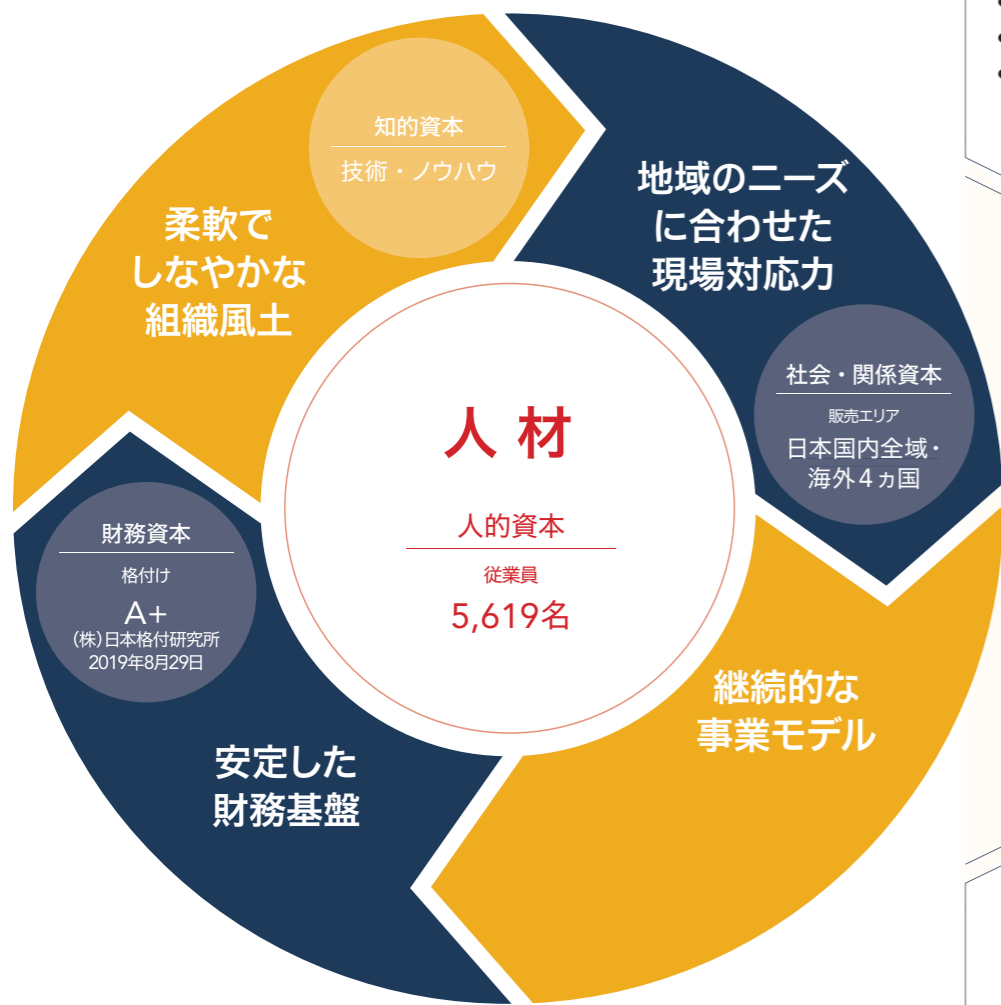 知的資本
技術・ノウハウ
柔軟で
しなやかな
組織風土
地域のニーズ
に合わせた
現場対応力
社会・関係資本
販売エリア
日本国内全域・
海外4ヵ国
人材
人的資本
従業員
5,619名
財務資本
格付け
A+
(株)日本格付研究所
2019年8月29日
安定した
財務基盤
継続的な
事業モデル